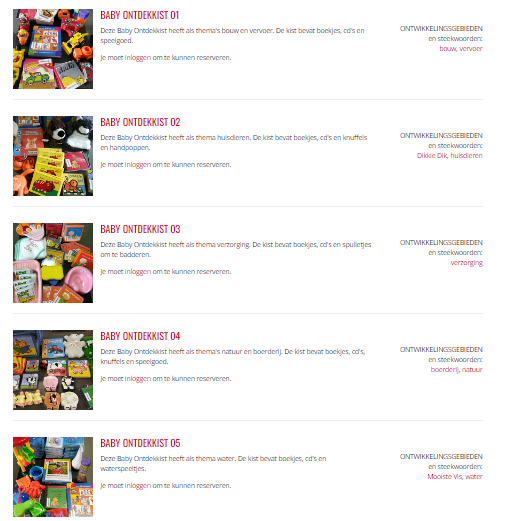 BABY ONTDEKKIST 01
Deze Baby Ontdekkist heeft als thema's bouw en vervoer. De kist bevat boekjes, cd's en
speelgoed.
Je moet inloggen om te kunnen reserveren.
ONTWIKKELINGSGEBIEDEN
en steekwoorden:
bouw, vervoer
BABY ONTDEKKIST 02
Deze Baby Ontdekkist heeft als thema huisdieren. De kist bevat boekjes, cd's en knuffels
en handpoppen.
Je moet inloggen om te kunnen reserveren.
ONTWIKKELINGSGEBIEDEN
en steekwoorden:
Dikkie Dik, huisdieren
BABY ONTDEKKIST 03
Deze Baby Ontdekkist heeft als thema verzorging. De kist bevat boekjes, cd's en spulletjes
om te badderen.
Je moet inloggen om te kunnen reserveren.
ONTWIKKELINGSGEBIEDEN
en steekwoorden:
verzorging
BABY ONTDEKKIST 04
Deze Baby Ontdekkist heeft als thema's natuur en boerderij. De kist bevat boekjes, cd's,
knuffels en speelgoed.
Je moet inloggen om te kunnen reserveren.
ONTWIKKELINGSGEBIEDEN
en steekwoorden:
boerderij, natuur
BABY ONTDEKKIST 05
Deze Baby Ontdekkist heeft als thema water. De kist bevat boekjes, cd's en
waterspeeltjes.
Je moet inloggen om te kunnen reserveren.
ONTWIKKELINGSGEBIEDEN
en steekwoorden:
Mooiste Vis, water